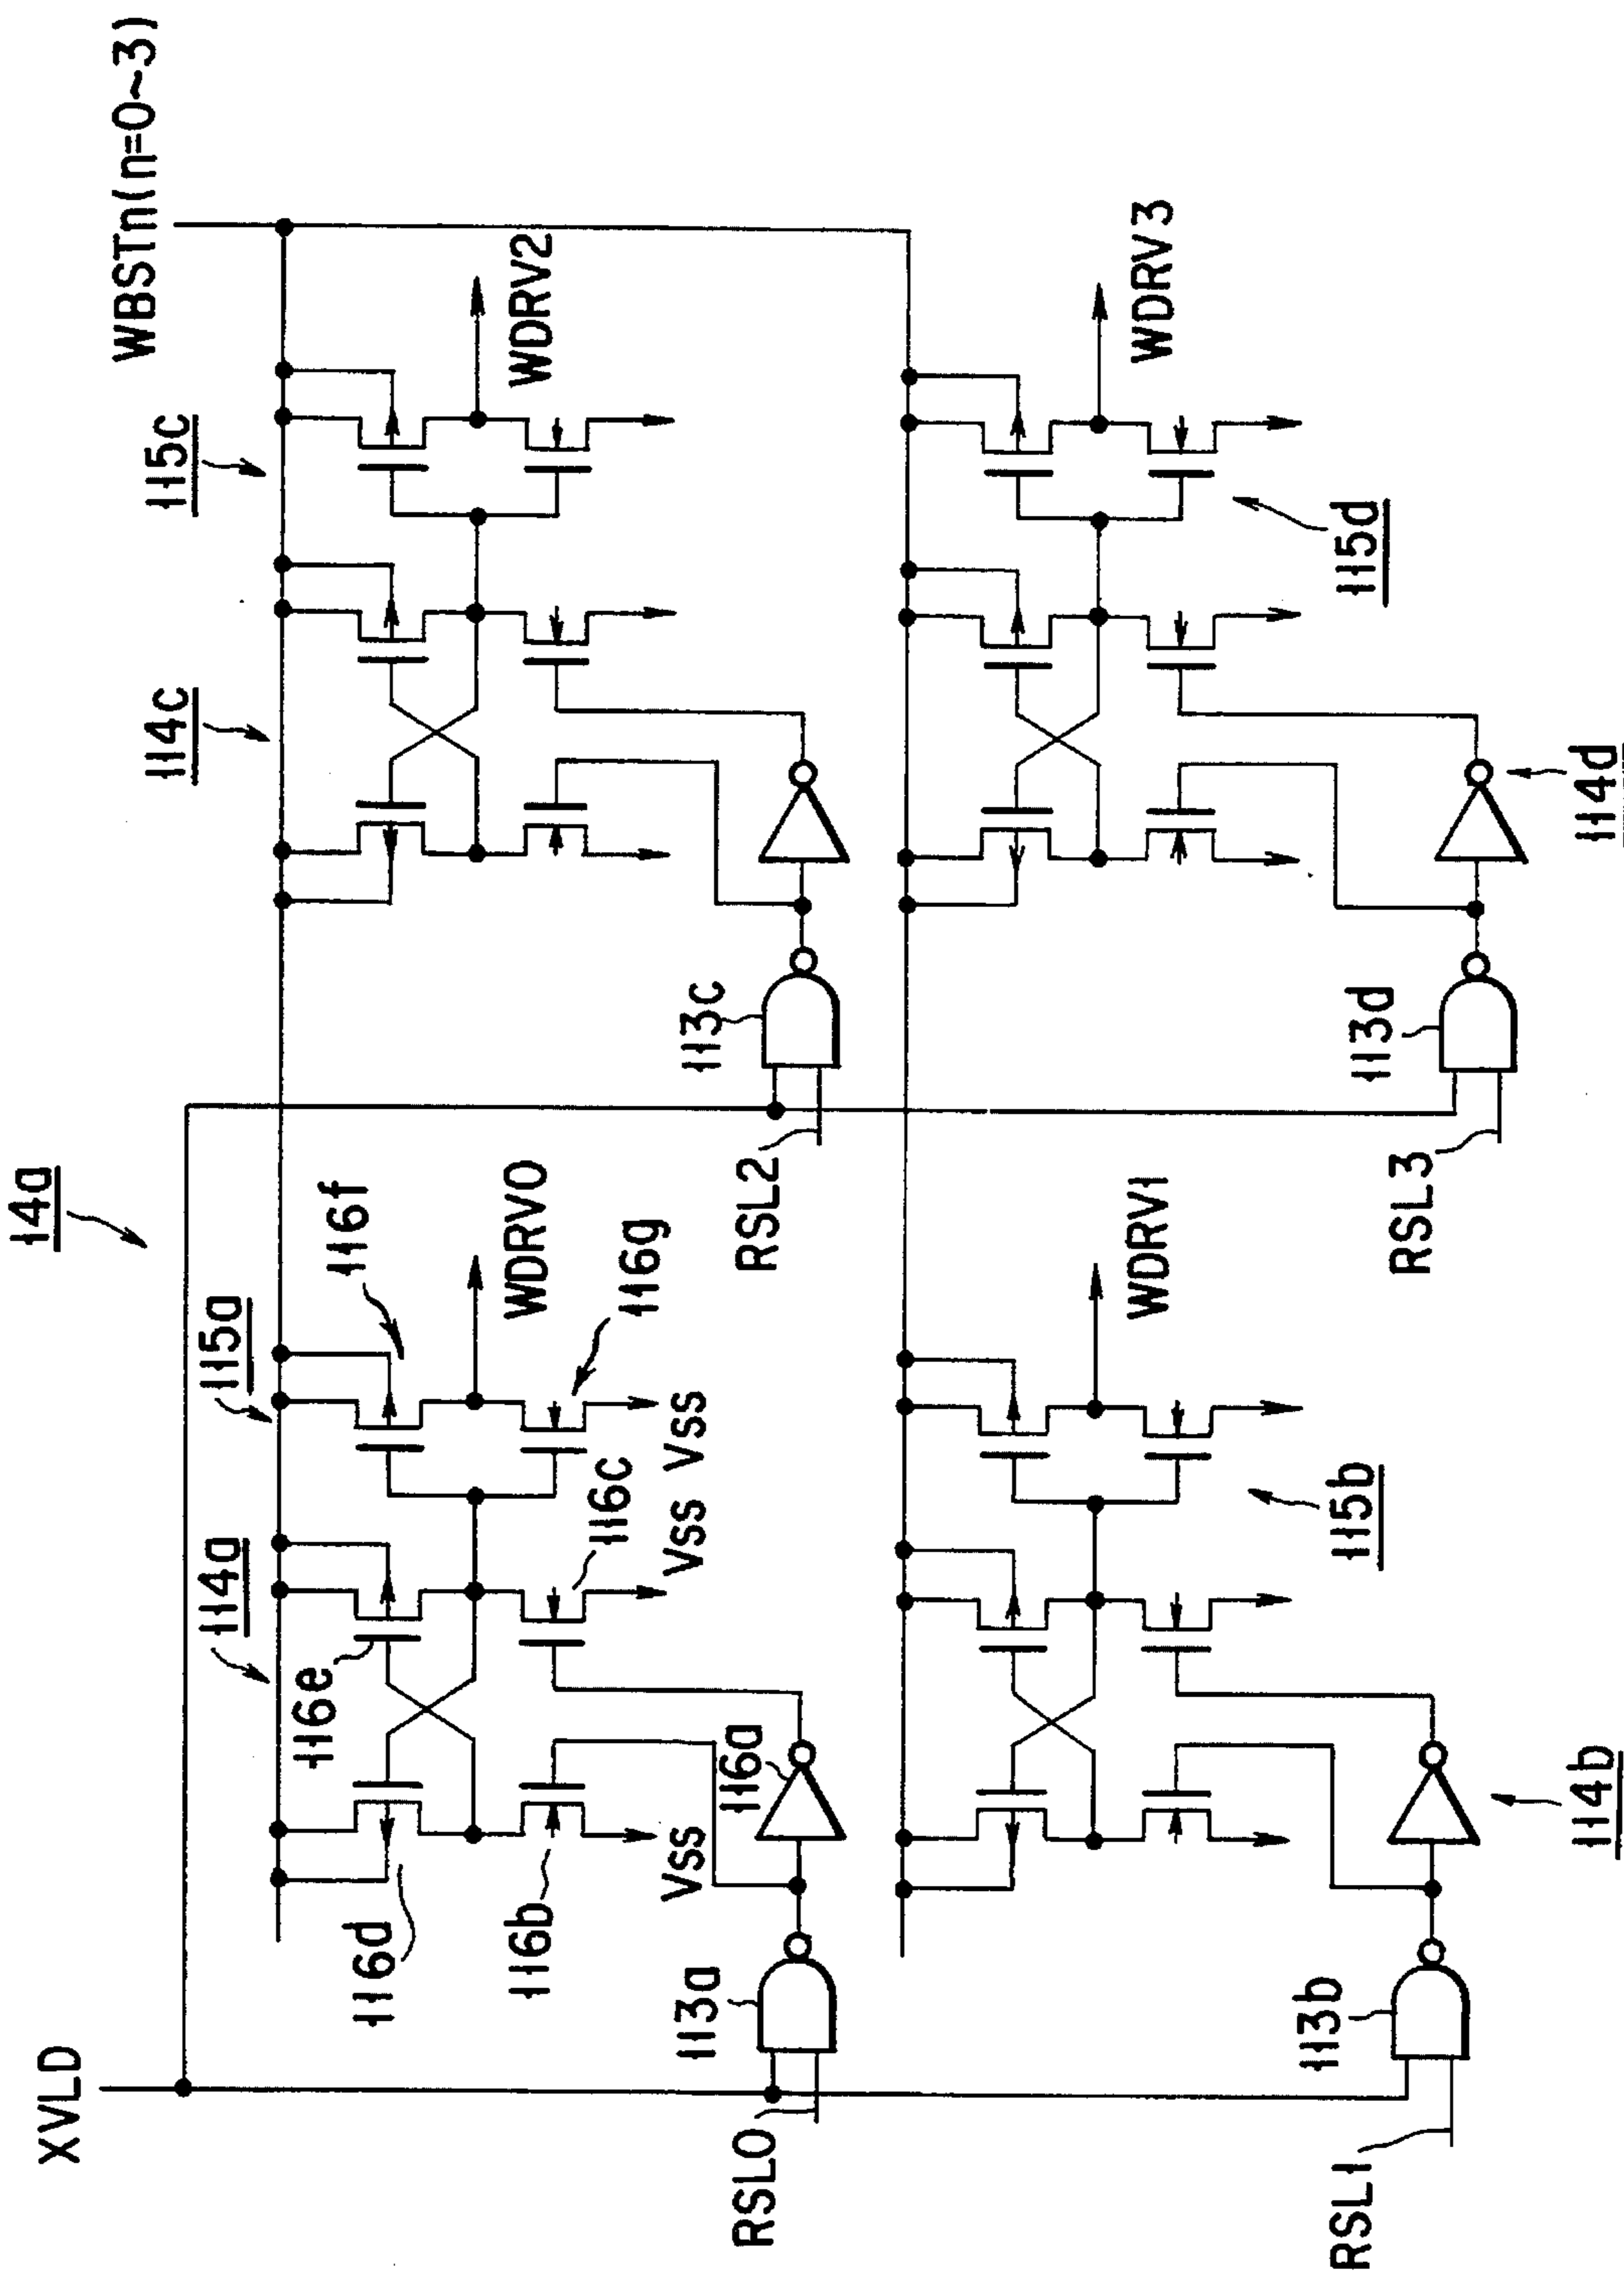 14a
XVLD
WBSTn(n=0~3)
114a
115a
114c
115c
116d
116e
116f
116b
116c
116g
WDRV0
WDRV2
Vss
Vss
Vss
113a
116a
113c
RSL0
RSL2
115b
WDRV1
115d
WDRV3
113b
114b
113d
114d
RSL1
RSL3